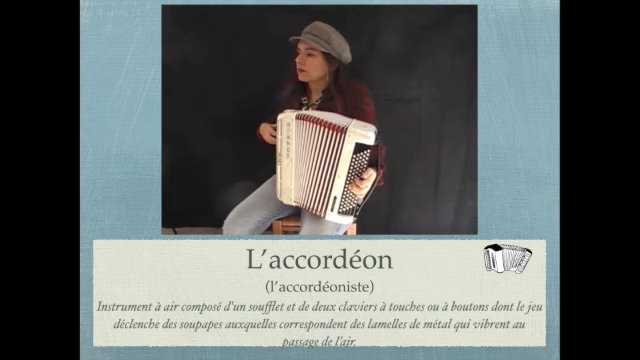 HOHNER
L'accordéon
(l'accordéoniste)
Instrument à air composé d'un soufflet et de deux claviers à touches ou à boutons dont le jeu
déclenche des soupapes auxquelles correspondent des lamelles de métal qui vibrent au
passage de l'air.